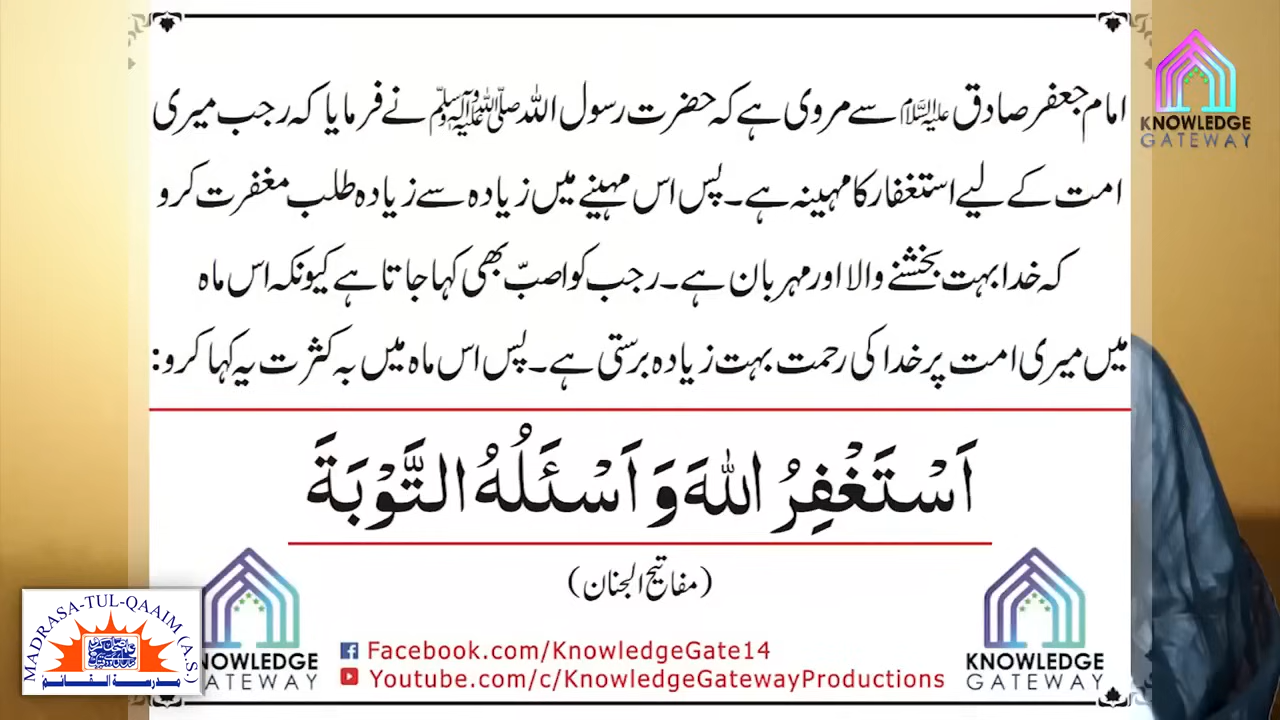 امام جعفر صادق علیہ السلام سے مروی ہے کہ حضرت رسول اللہ صلی اللہ علیہ وآلہ وسلم نے فرمایا کہ رجب میری
امت کے لیے استغفار کا مہینہ ہے۔ پس اس مہینے میں زیادہ سے زیادہ طلب مغفرت کرو
کہ خدا بہت بخشنے والا اور مہربان ہے۔ رجب کو اصبّ بھی کہا جاتا ہے کیونکہ اس ماہ
میں میری امت پر خدا کی رحمت بہت زیادہ برستی ہے۔ پس اس ماہ میں بہ کثرت یہ کہا کرو:
اَسْتَغْفِرُ اللهَ وَ اَسْئَلُهُ التَّوْبَةَ
(مفاتیح الجنان)
Facebook.com/KnowledgeGate14
Youtube.com/c/KnowledgeGatewayProductions
KNOWLEDGE
GATEWAY
KNOWLEDGE
GATEWAY
KNOWLEDGE
GATEWAY
MADRASA-TUL-QAAIM (A.S)
مدرسة القائم